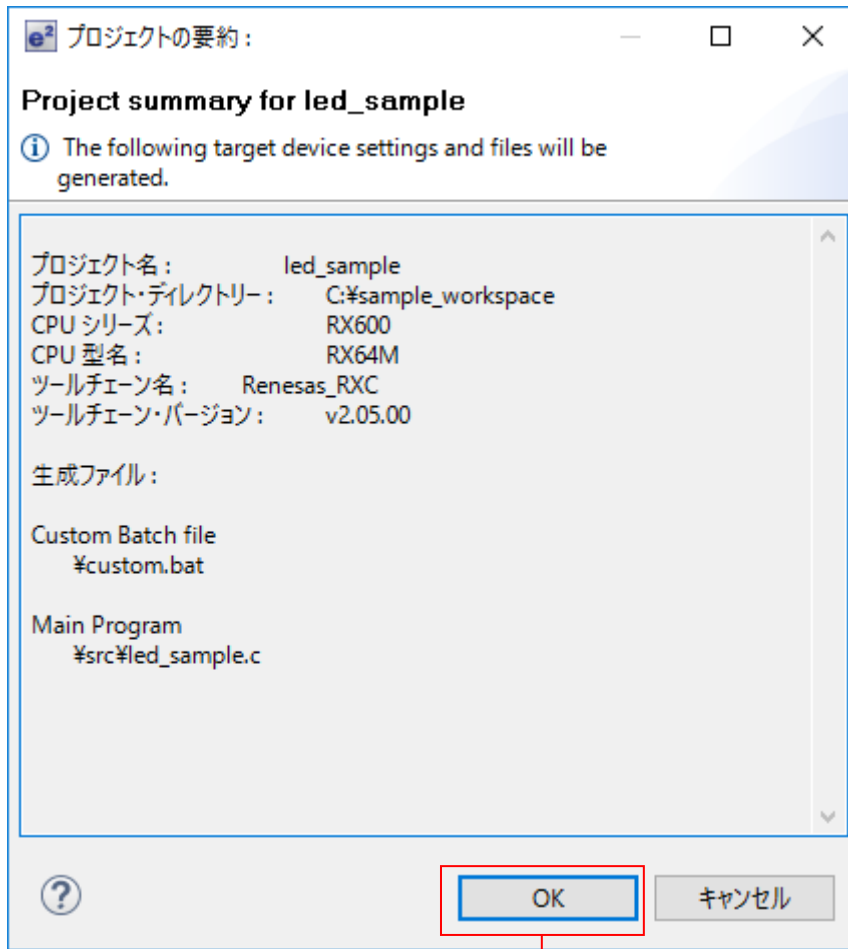 e² プロジェクトの要約 :
Project summary for led_sample
The following target device settings and files will be
generated.
プロジェクト名 : led_sample
プロジェクト・ディレクトリー : C:¥sample_workspace
CPU シリーズ : RX600
CPU 型名 : RX64M
ツールチェーン名 : Renesas_RXC
ツールチェーン・バージョン : v2.05.00
生成ファイル :
Custom Batch file
¥custom.bat
Main Program
¥src¥led_sample.c
OK キャンセル